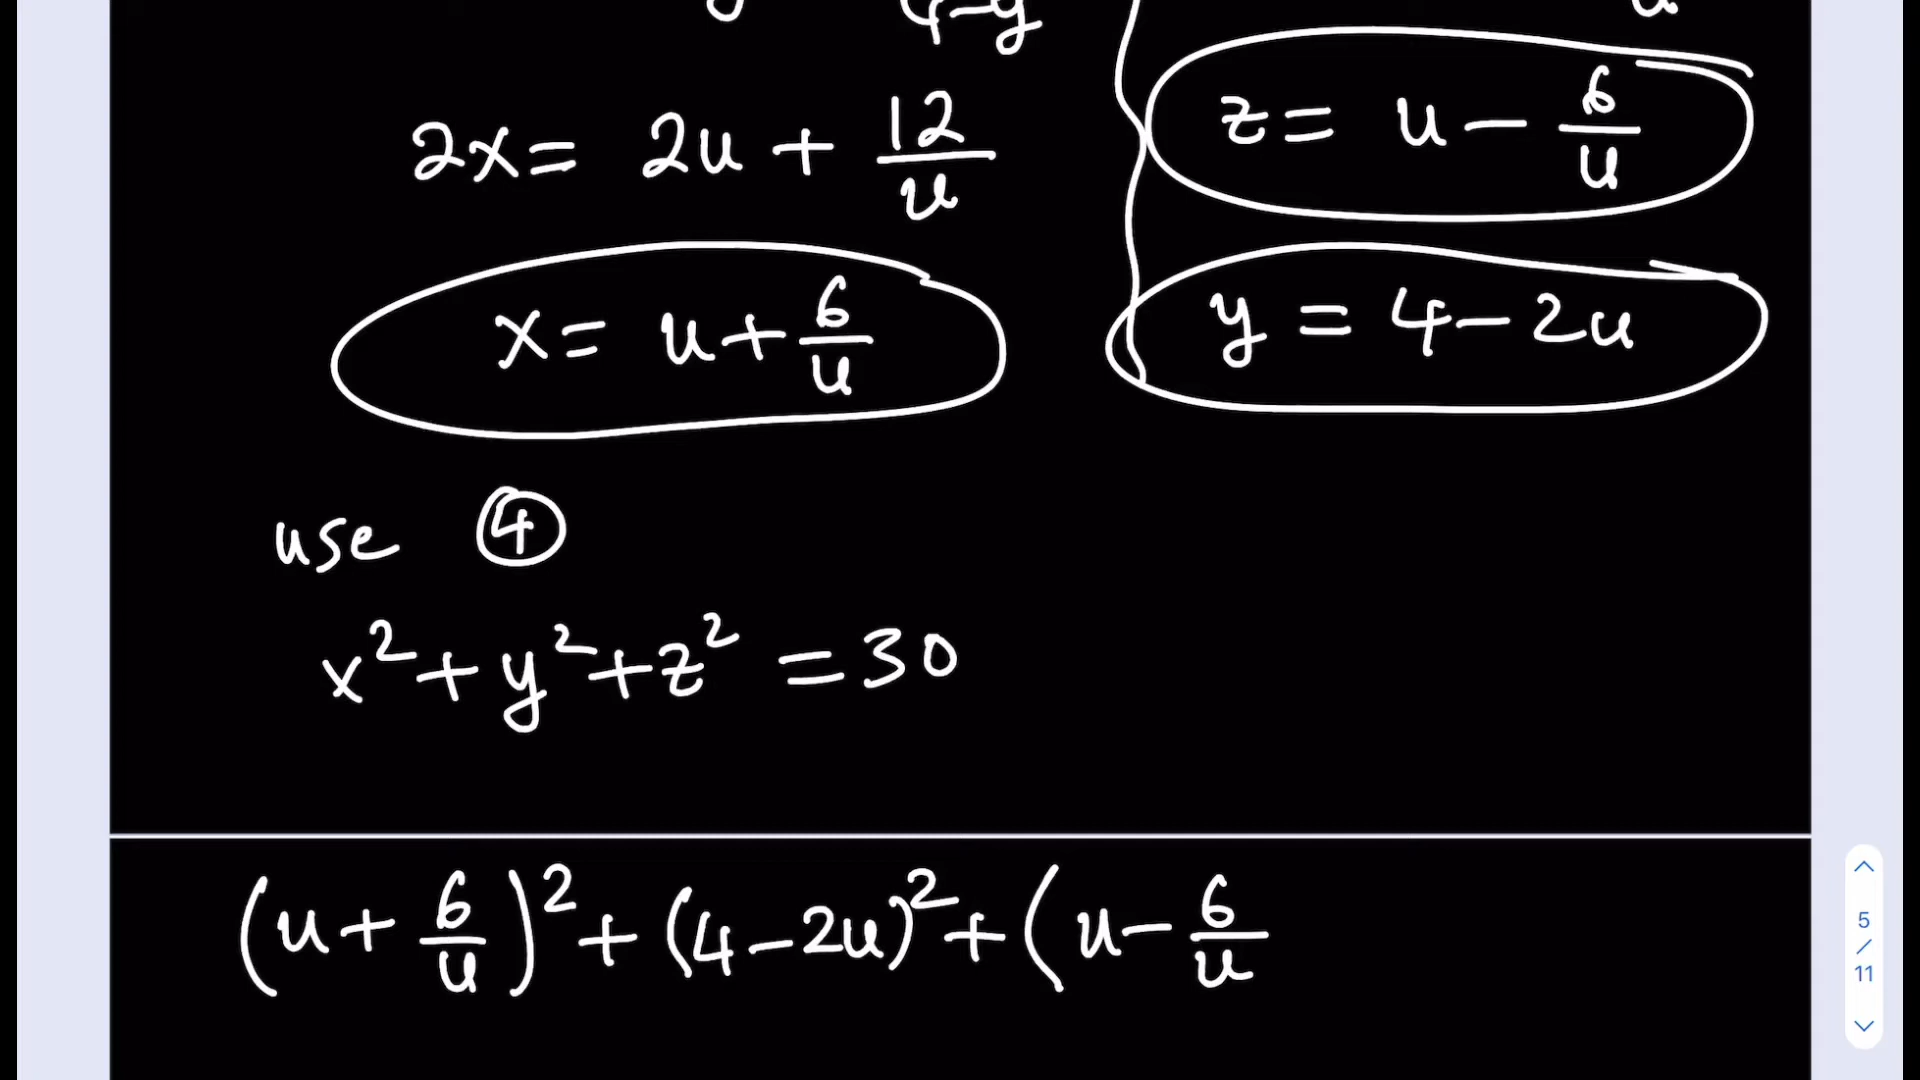 4-y
2x = 2u + 12/u
z = u - 6/u
x = u + 6/u
y = 4 - 2u
use ④
x² + y² + z² = 30
(u + 6/u)² + (4 - 2u)² + (u - 6/u
5
/
11